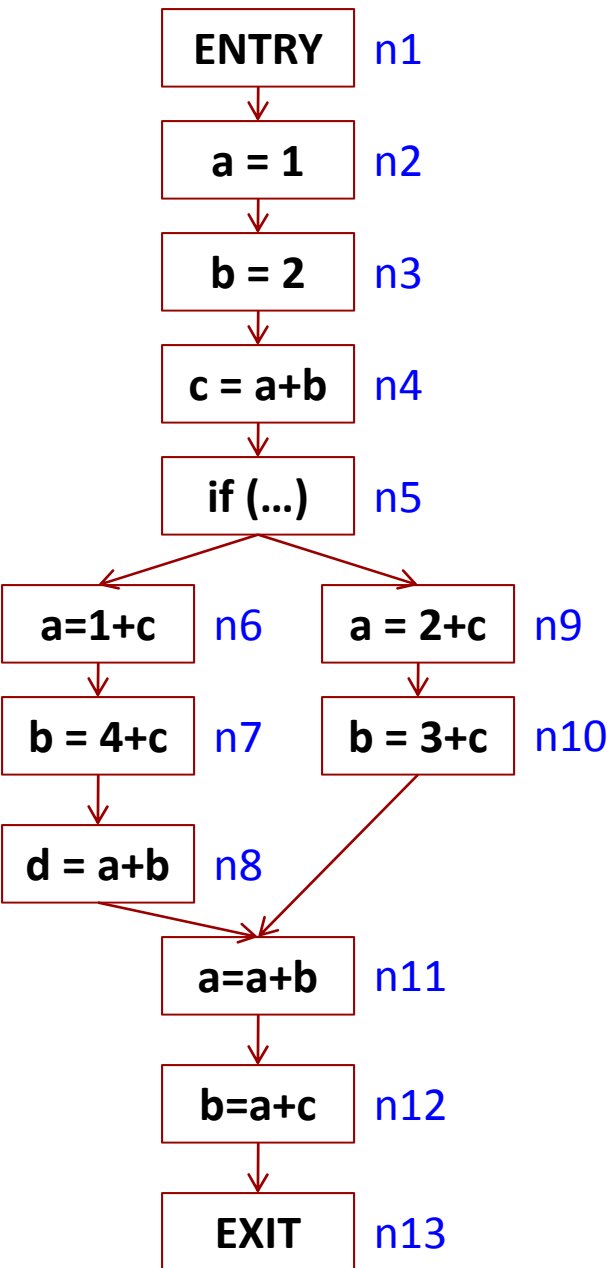 ENTRY n1
a = 1 n2
b = 2 n3
c = a+b n4
if (...) n5
a=1+c n6
a = 2+c n9
b = 4+c n7
b = 3+c n10
d = a+b n8
a=a+b n11
b=a+c n12
EXIT n13